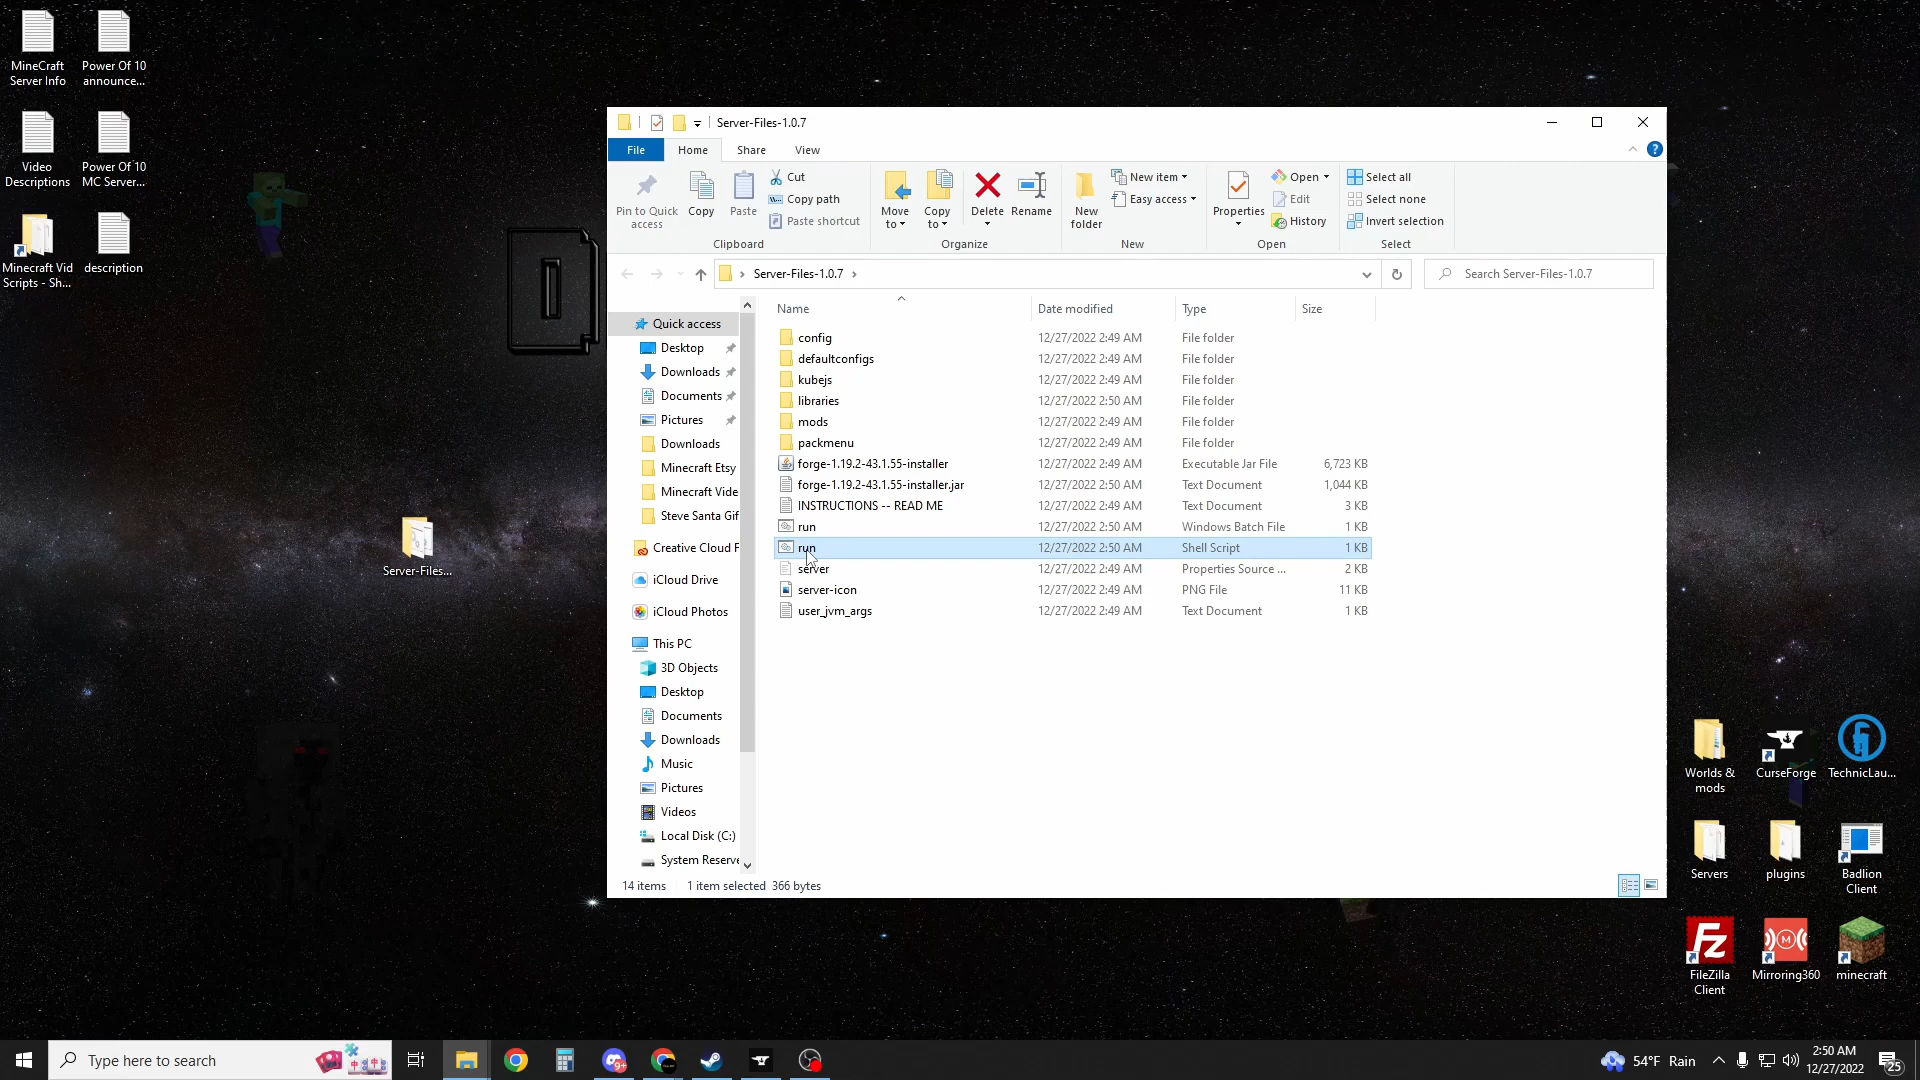 MineCraft
Server Info
Power Of 10
announce...
Video
Descriptions
Power Of 10
MC Server...
Minecraft Vid
Scripts - Sh...
description
Server-Files...
Server-Files-1.0.7
File
Home
Share
View
Pin to Quick
access
Copy
Paste
Cut
Copy path
Paste shortcut
Clipboard
Move
to
Copy
to
Delete
Rename
Organize
New
folder
New item
Easy access
New
Properties
Open
Edit
History
Open
Select all
Select none
Invert selection
Select
Server-Files-1.0.7
Search Server-Files-1.0.7
Quick access
Desktop
Downloads
Documents
Pictures
Downloads
Minecraft Etsy
Minecraft Vide
Steve Santa Gif
Creative Cloud F
iCloud Drive
iCloud Photos
This PC
3D Objects
Desktop
Documents
Downloads
Music
Pictures
Videos
Local Disk (C:)
System Reserve
Name Date modified Type Size
config 12/27/2022 2:49 AM File folder
defaultconfigs 12/27/2022 2:49 AM File folder
kubejs 12/27/2022 2:49 AM File folder
libraries 12/27/2022 2:50 AM File folder
mods 12/27/2022 2:49 AM File folder
packmenu 12/27/2022 2:49 AM File folder
forge-1.19.2-43.1.55-installer 12/27/2022 2:49 AM Executable Jar File 6,723 KB
forge-1.19.2-43.1.55-installer.jar 12/27/2022 2:50 AM Text Document 1,044 KB
INSTRUCTIONS -- READ ME 12/27/2022 2:49 AM Text Document 3 KB
run 12/27/2022 2:50 AM Windows Batch File 1 KB
run 12/27/2022 2:50 AM Shell Script 1 KB
server 12/27/2022 2:49 AM Properties Source ... 2 KB
server-icon 12/27/2022 2:49 AM PNG File 11 KB
user_jvm_args 12/27/2022 2:49 AM Text Document 1 KB
14 items 1 item selected 366 bytes
Worlds &
mods
CurseForge
TechnicLau...
Servers
plugins
Badlion
Client
FileZilla
Client
Mirroring360
minecraft
Type here to search
9+
54°F Rain
2:50 AM
12/27/2022
25